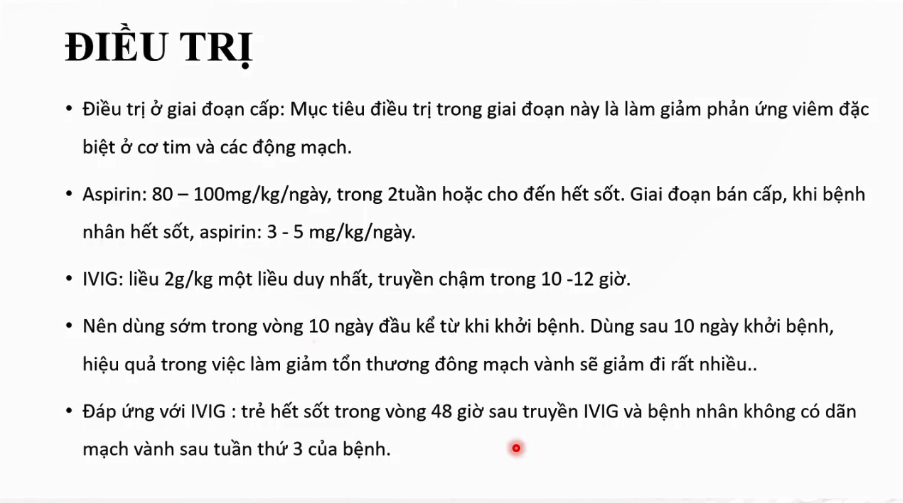 ĐIỀU TRỊ
• Điều trị ở giai đoạn cấp: Mục tiêu điều trị trong giai đoạn này là làm giảm phản ứng viêm đặc
biệt ở cơ tim và các động mạch.
• Aspirin: 80 – 100mg/kg/ngày, trong 2tuần hoặc cho đến hết sốt. Giai đoạn bán cấp, khi bệnh
nhân hết sốt, aspirin: 3 - 5 mg/kg/ngày.
• IVIG: liều 2g/kg một liều duy nhất, truyền chậm trong 10 -12 giờ.
• Nên dùng sớm trong vòng 10 ngày đầu kể từ khi khởi bệnh. Dùng sau 10 ngày khởi bệnh,
hiệu quả trong việc làm giảm tổn thương đông mạch vành sẽ giảm đi rất nhiều..
• Đáp ứng với IVIG : trẻ hết sốt trong vòng 48 giờ sau truyền IVIG và bệnh nhân không có dãn
mạch vành sau tuần thứ 3 của bệnh.